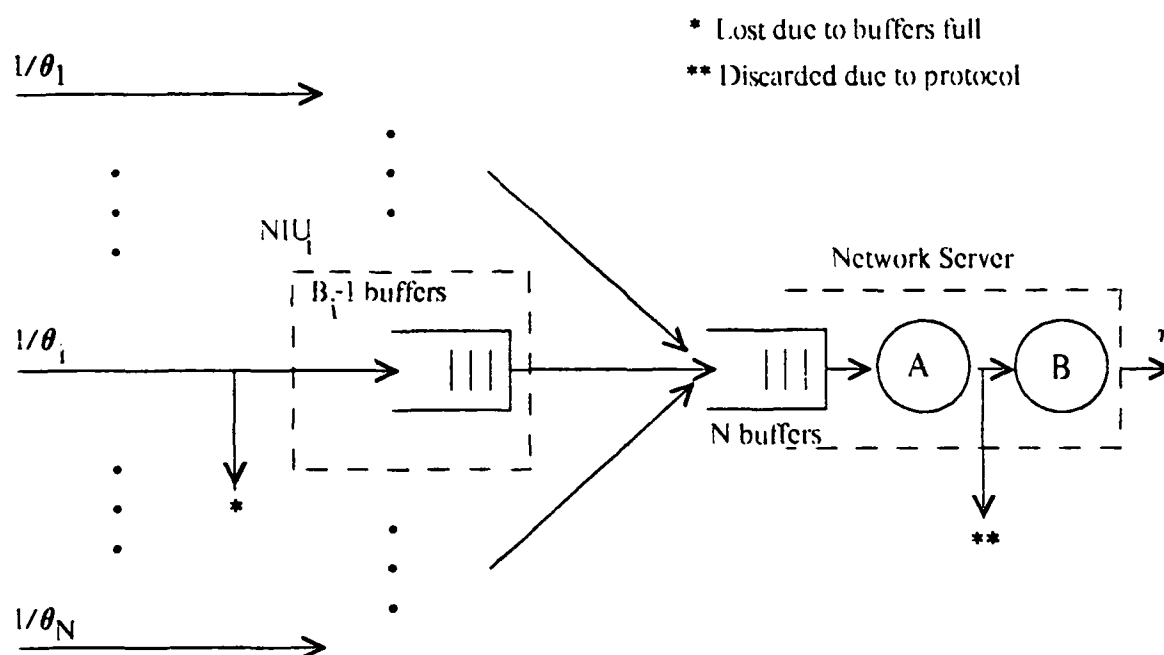 * Lost due to buffers full
** Discarded due to protocol
1/θ1
NIUi
Bi-1 buffers
Network Server
1/θi
A
B
N buffers
*
**
1/θN